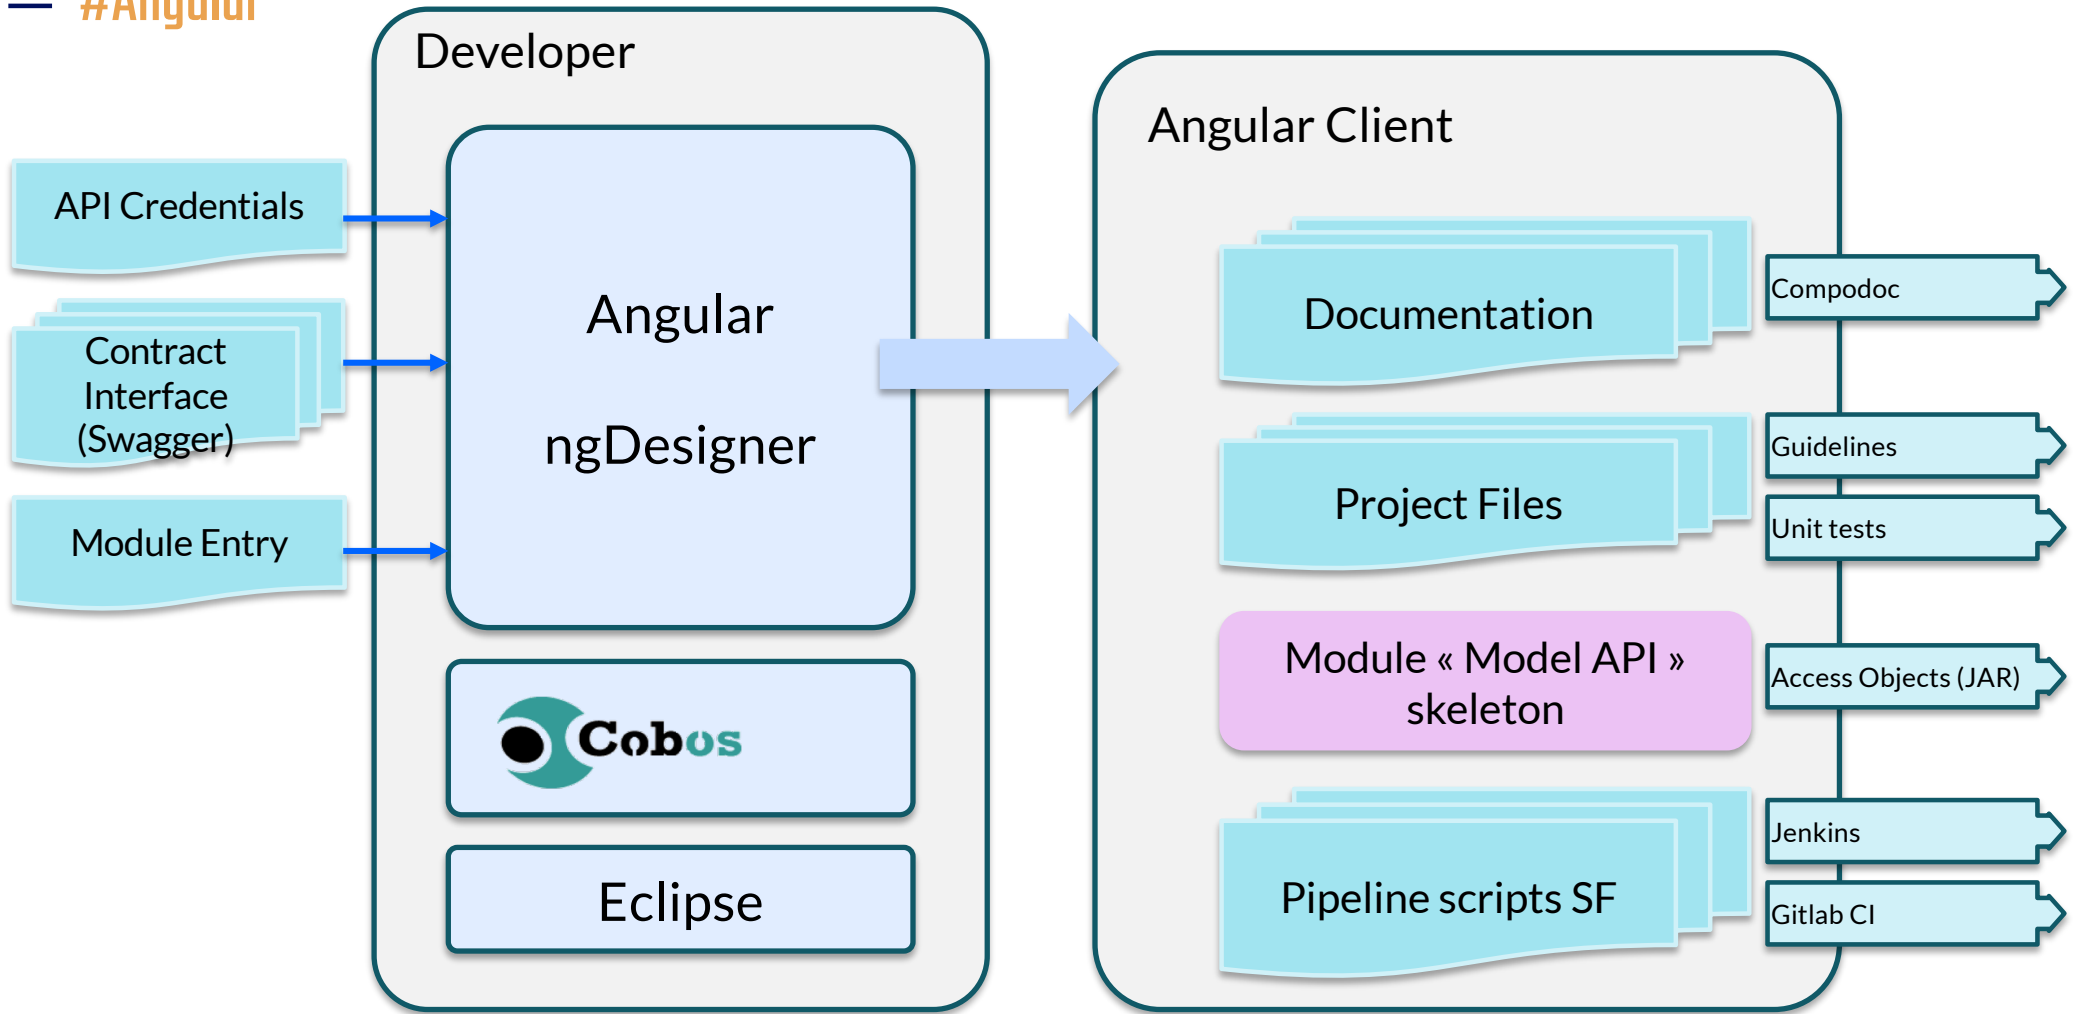 #Angular
Developer
API Credentials
Contract
Interface
(Swagger)
Module Entry
Angular
ngDesigner
Cobos
Eclipse
Angular Client
Documentation
Compodoc
Project Files
Guidelines
Unit tests
Module « Model API »
skeleton
Access Objects (JAR)
Pipeline scripts SF
Jenkins
Gitlab CI